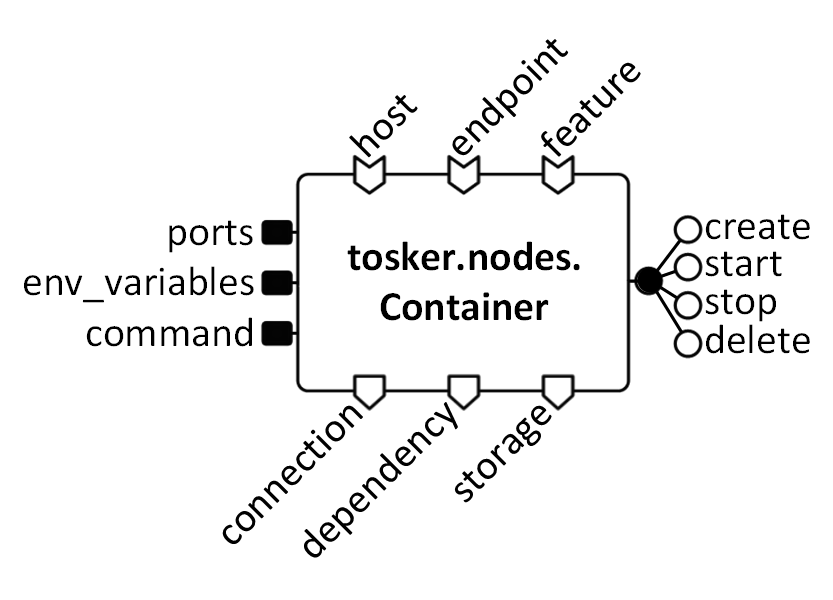 host
endpoint
feature
ports
env_variables
command
tosker.nodes.
Container
create
start
stop
delete
connection
dependency
storage